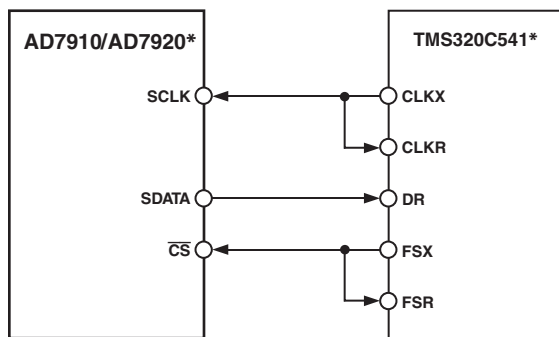 AD7910/AD7920* TMS320C541*
SCLK CLKX
CLKR
SDATA DR
CS FSX
FSR